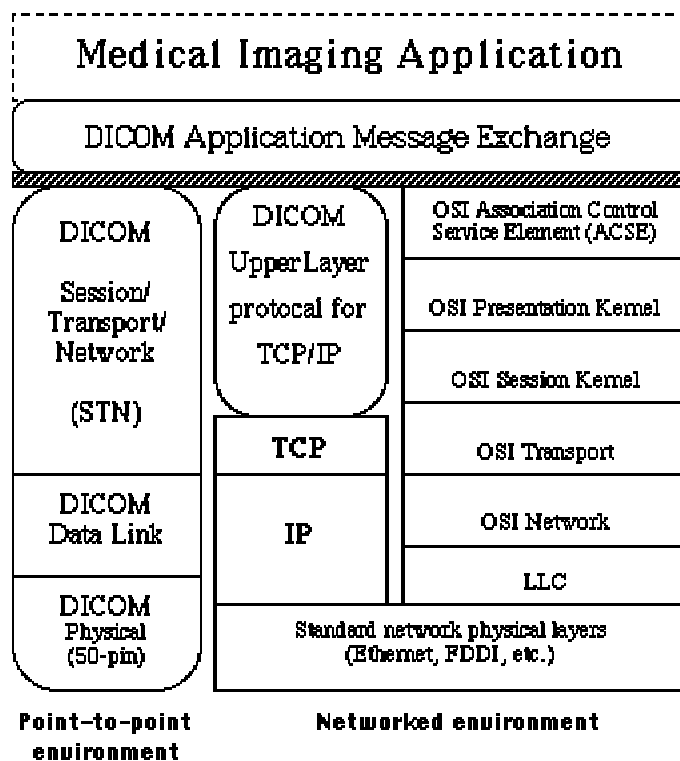 Medical Imaging Application
DICOM Application Message Exchange
DICOM
Session/
Transport/
Network
(STN)
DICOM
Data Link
DICOM
Physical
(50-pin)
DICOM
Upper Layer
protocal for
TCP/IP
TCP
IP
OSI Association Control
Service Element (ACSE)
OSI Presentation Kernel
OSI Session Kernel
OSI Transport
OSI Network
LLC
Standard network physical layers
(Ethernet, FDDI, etc.)
Point-to-point
environment
Networked environment